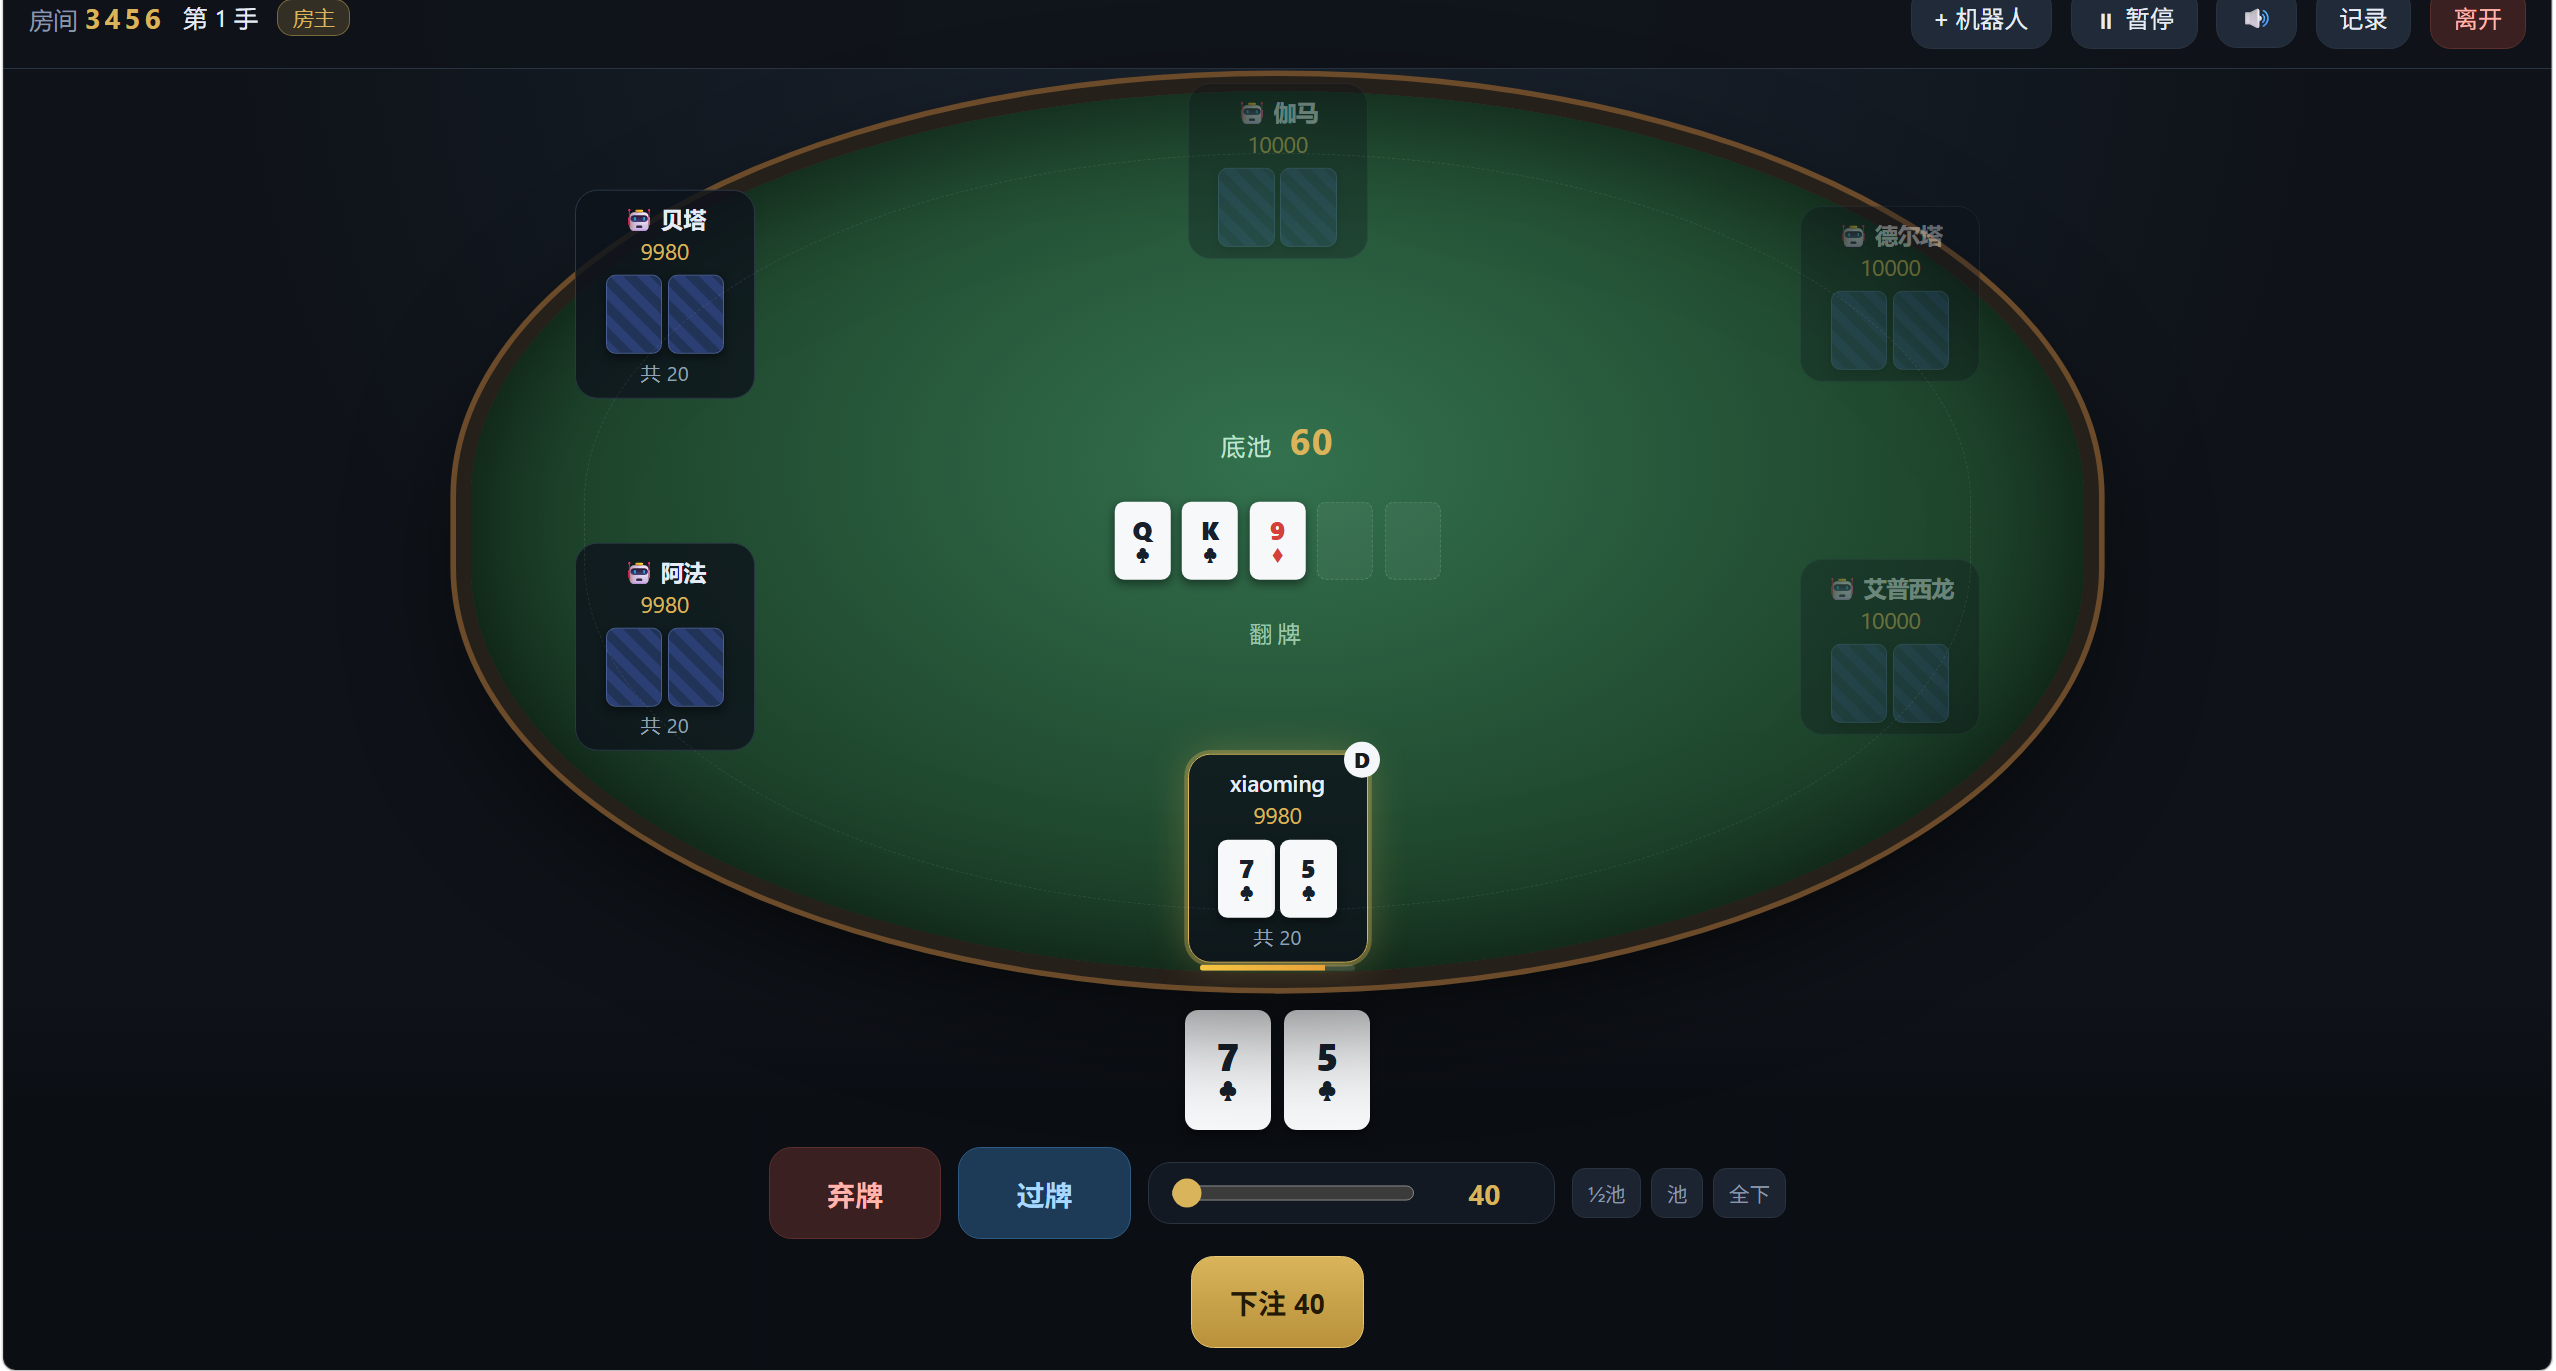 房间 3456 第 1 手 房主 + 机器人 ⏸ 暂停 🔊 记录 离开
伽马
10000
贝塔
9980
共 20
德尔塔
10000
底池 60
Q♣ K♣ 9♦
翻牌
阿法
9980
共 20
艾普西龙
10000
D
xiaoming
9980
7♣ 5♣
共 20
7♣ 5♣
弃牌 过牌 40 ½池 池 全下
下注 40